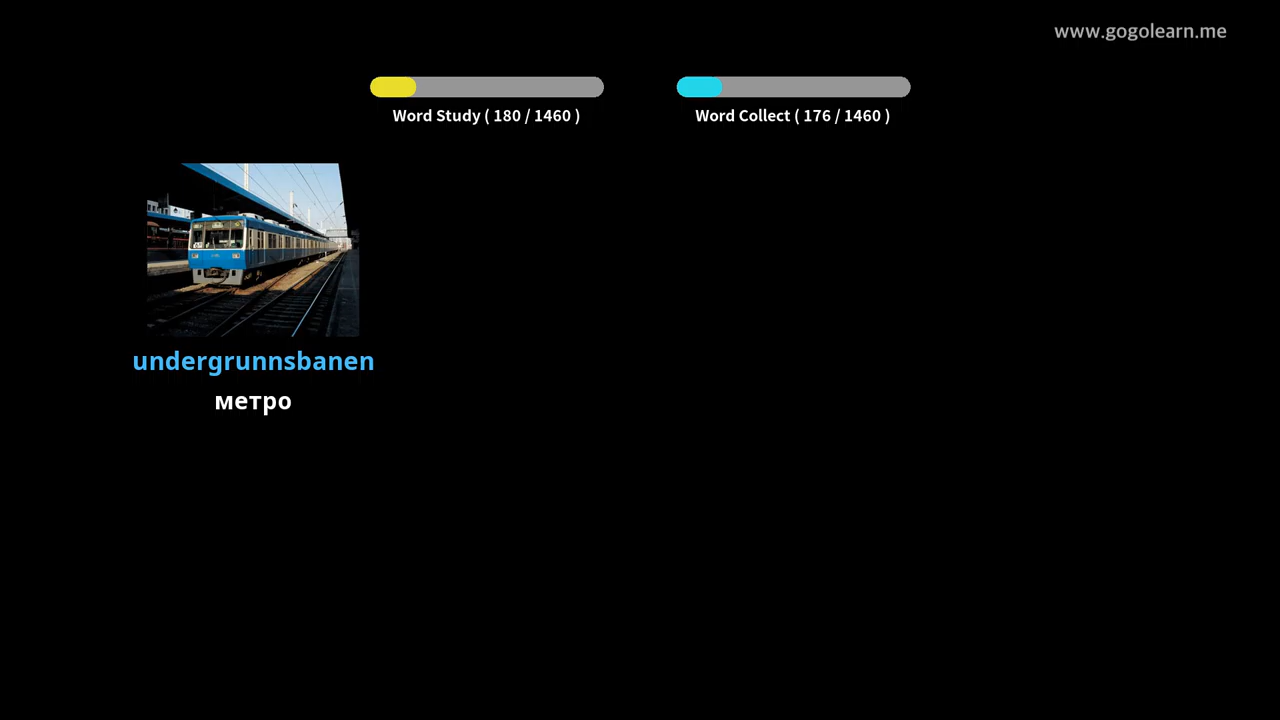 www.gogolearn.me
Word Study ( 180 / 1460 )
Word Collect ( 176 / 1460 )
undergrunnsbanen
метро